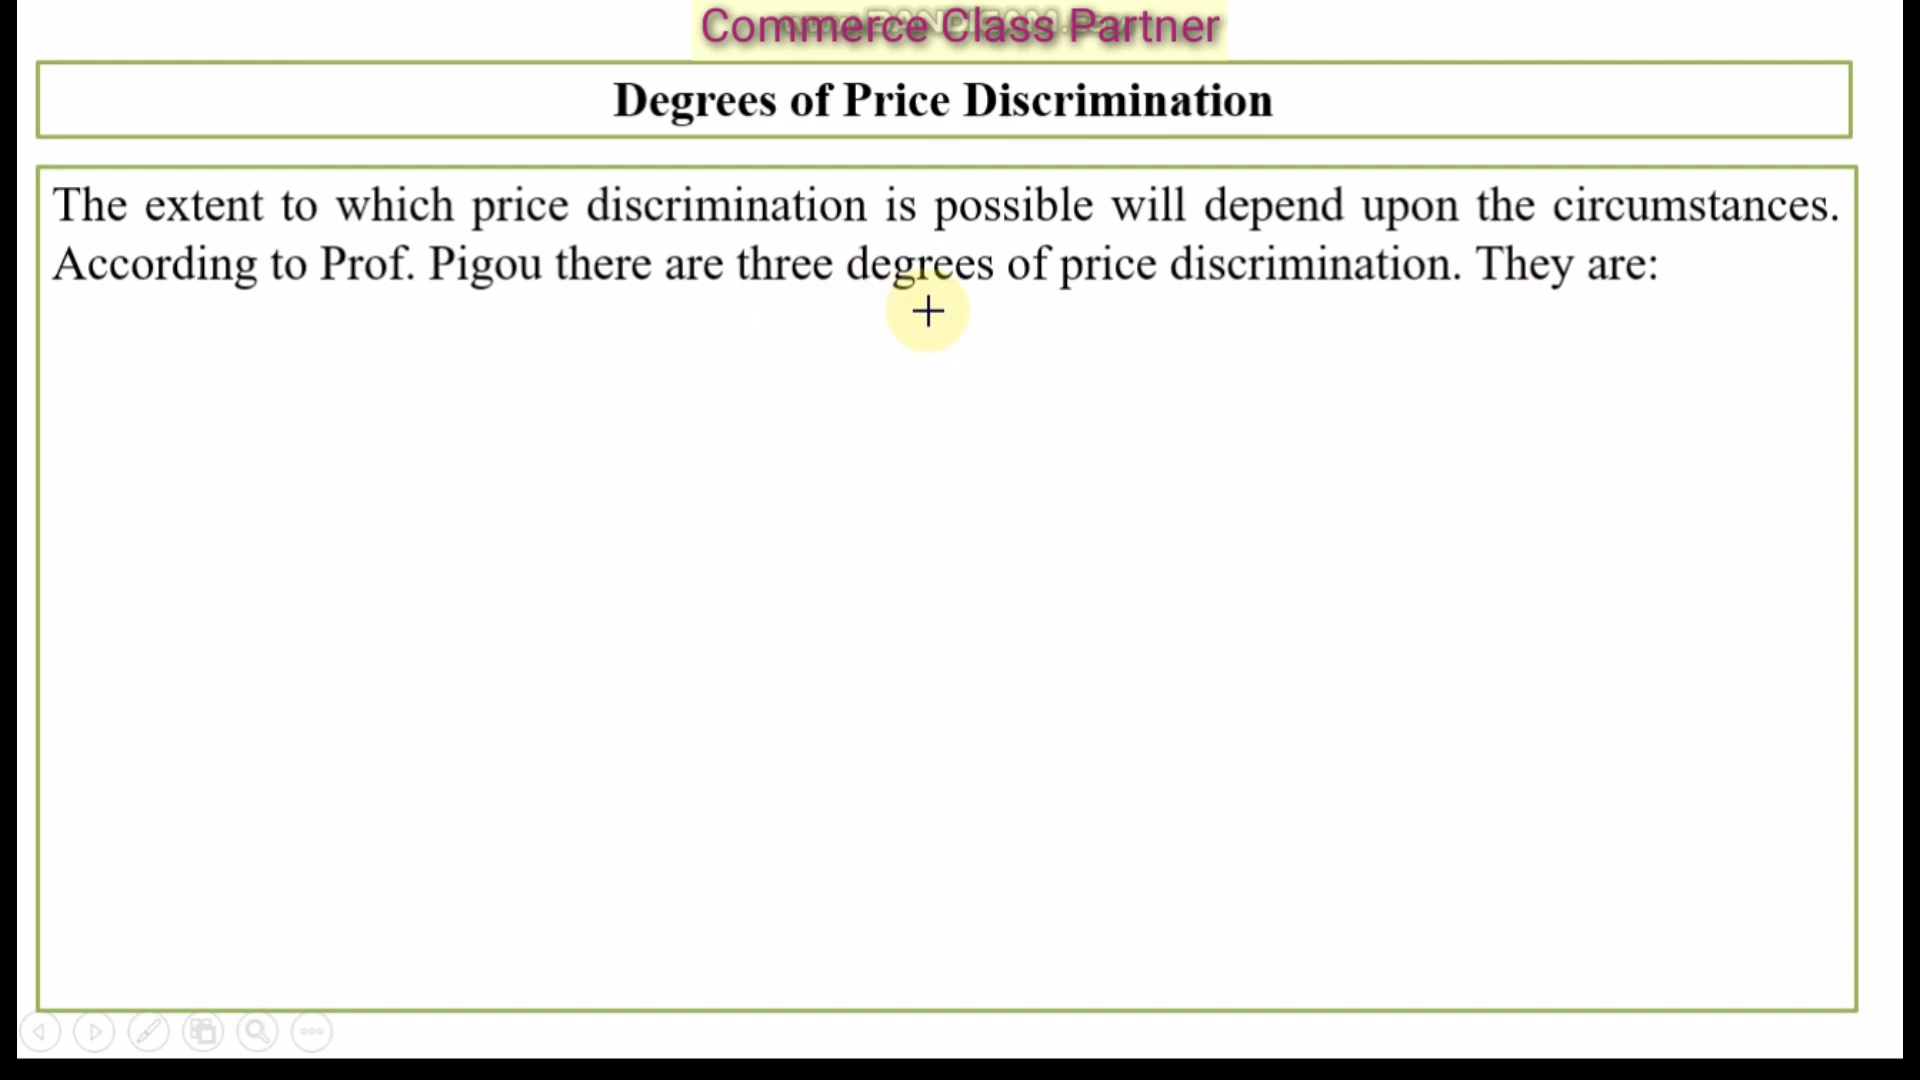 Commerce Class Partner
Degrees of Price Discrimination
The extent to which price discrimination is possible will depend upon the circumstances.
According to Prof. Pigou there are three degrees of price discrimination. They are: